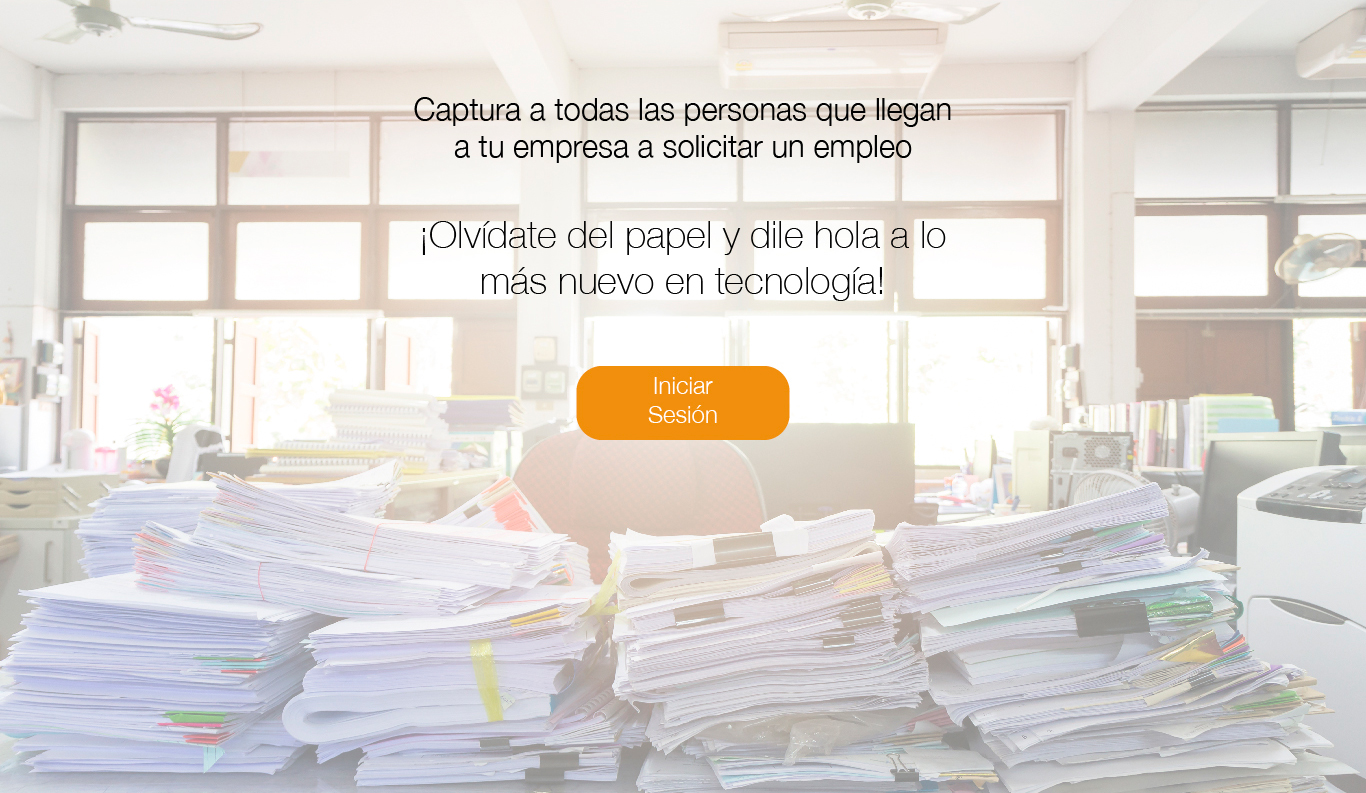 Captura a todas las personas que llegan
a tu empresa a solicitar un empleo
¡Olvídate del papel y dile hola a lo
más nuevo en tecnología!
Iniciar
Sesión